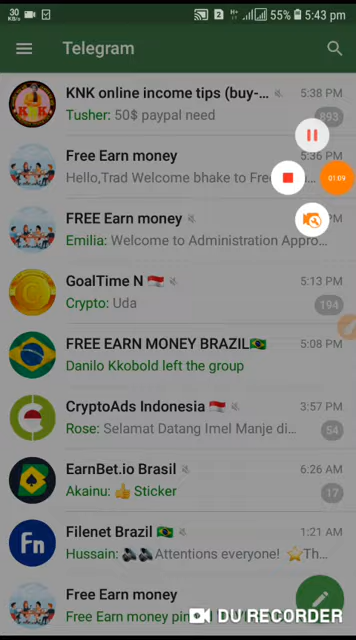 30
KB/s
2
H+
55% 5:43 pm
Telegram
KNK online income tips (buy-... 5:38 PM
Tusher: 50$ paypal need 893
Free Earn money 5:36 PM
Hello,Trad Welcome bhake to Fre
01:09
FREE Earn money
Emilia: Welcome to Administration Appro...
GoalTime N 🇮🇩 5:13 PM
Crypto: Uda 194
FREE EARN MONEY BRAZIL🇧🇷 5:08 PM
Danilo Kkobold left the group
CryptoAds Indonesia 🇮🇩 3:57 PM
Rose: Selamat Datang Imel Manje di... 54
EarnBet.io Brasil 6:26 AM
Akainu: 👍 Sticker 17
Fn
Filenet Brazil 🇧🇷 1:21 AM
Hussain: 🔊🔊Attentions everyone! ⭐Th...
Free Earn money
Free Earn money pin
DU RECORDER